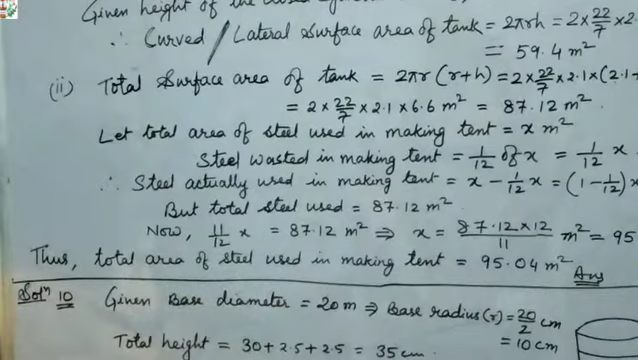 Given height of the closed
∴ Curved / Lateral Surface area of tank = 2πrh = 2 × 22/7 × 2.
= 59.4 m²
(ii) Total Surface area of tank = 2πr (r+h) = 2 × 22/7 × 2.1 × (2.1+
= 2 × 22/7 × 2.1 × 6.6 m² = 87.12 m².
Let total area of steel used in making tent = x m²
Steel wasted in making tent = 1/12 of x = 1/12 x
∴ Steel actually used in making tent = x - 1/12 x = (1 - 1/12) x
But total steel used = 87.12 m²
Now, 11/12 x = 87.12 m² ⇒ x = 87.12 × 12/11 m² = 95
Thus, total area of steel used in making tent = 95.04 m² Ans
Solⁿ 10 Given Base diameter = 20 m ⇒ Base radius (r) = 20/2 cm
= 10 cm
Total height = 30 + 2.5 + 2.5 = 35 cm.